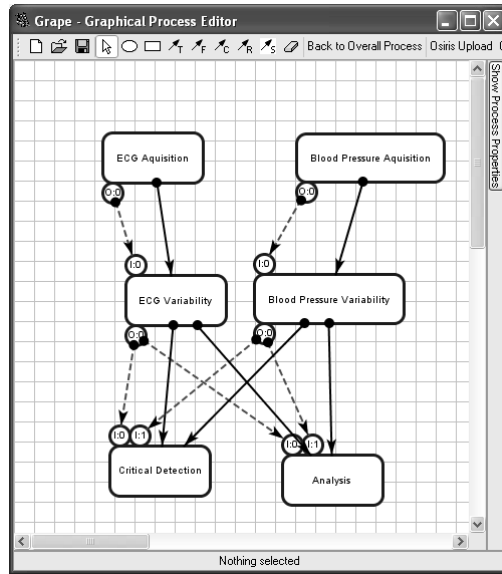 Grape - Graphical Process Editor
T F C R S Back to Overall Process Osiris Upload
Show Process Properties
ECG Aquisition Blood Pressure Aquisition
O:0 O:0
I:0 I:0
ECG Variability Blood Pressure Variability
O:0 O:0
I:0 I:1 I:0 I:1
Critical Detection Analysis
Nothing selected